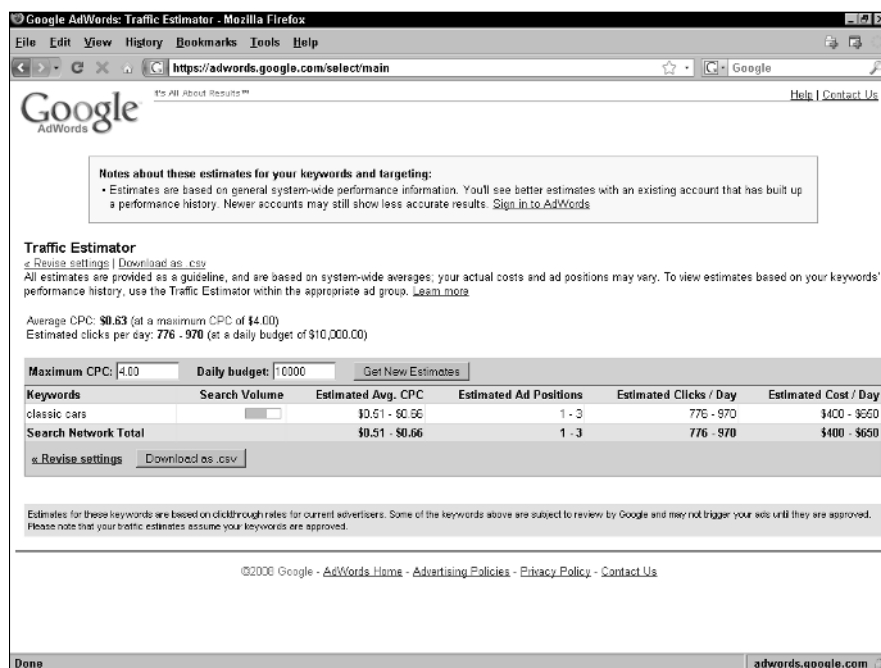 Google AdWords: Traffic Estimator - Mozilla Firefox
File Edit View History Bookmarks Tools Help
https://adwords.google.com/select/main
Google
Google
AdWords
It's All About Results™
Help | Contact Us
Notes about these estimates for your keywords and targeting:
• Estimates are based on general system-wide performance information. You'll see better estimates with an existing account that has built up
a performance history. Newer accounts may still show less accurate results. Sign in to AdWords
Traffic Estimator
« Revise settings | Download as .csv
All estimates are provided as a guideline, and are based on system-wide averages; your actual costs and ad positions may vary. To view estimates based on your keywords'
performance history, use the Traffic Estimator within the appropriate ad group. Learn more
Average CPC: $0.63 (at a maximum CPC of $4.00)
Estimated clicks per day: 776 - 970 (at a daily budget of $10,000.00)
Maximum CPC: 4.00 Daily budget: 10000 Get New Estimates
Keywords Search Volume Estimated Avg. CPC Estimated Ad Positions Estimated Clicks / Day Estimated Cost / Day
classic cars $0.51 - $0.66 1 - 3 776 - 970 $400 - $650
Search Network Total $0.51 - $0.66 1 - 3 776 - 970 $400 - $650
« Revise settings Download as .csv
Estimates for these keywords are based on clickthrough rates for current advertisers. Some of the keywords above are subject to review by Google and may not trigger your ads until they are approved.
Please note that your traffic estimates assume your keywords are approved.
©2008 Google - AdWords Home - Advertising Policies - Privacy Policy - Contact Us
Done adwords.google.com